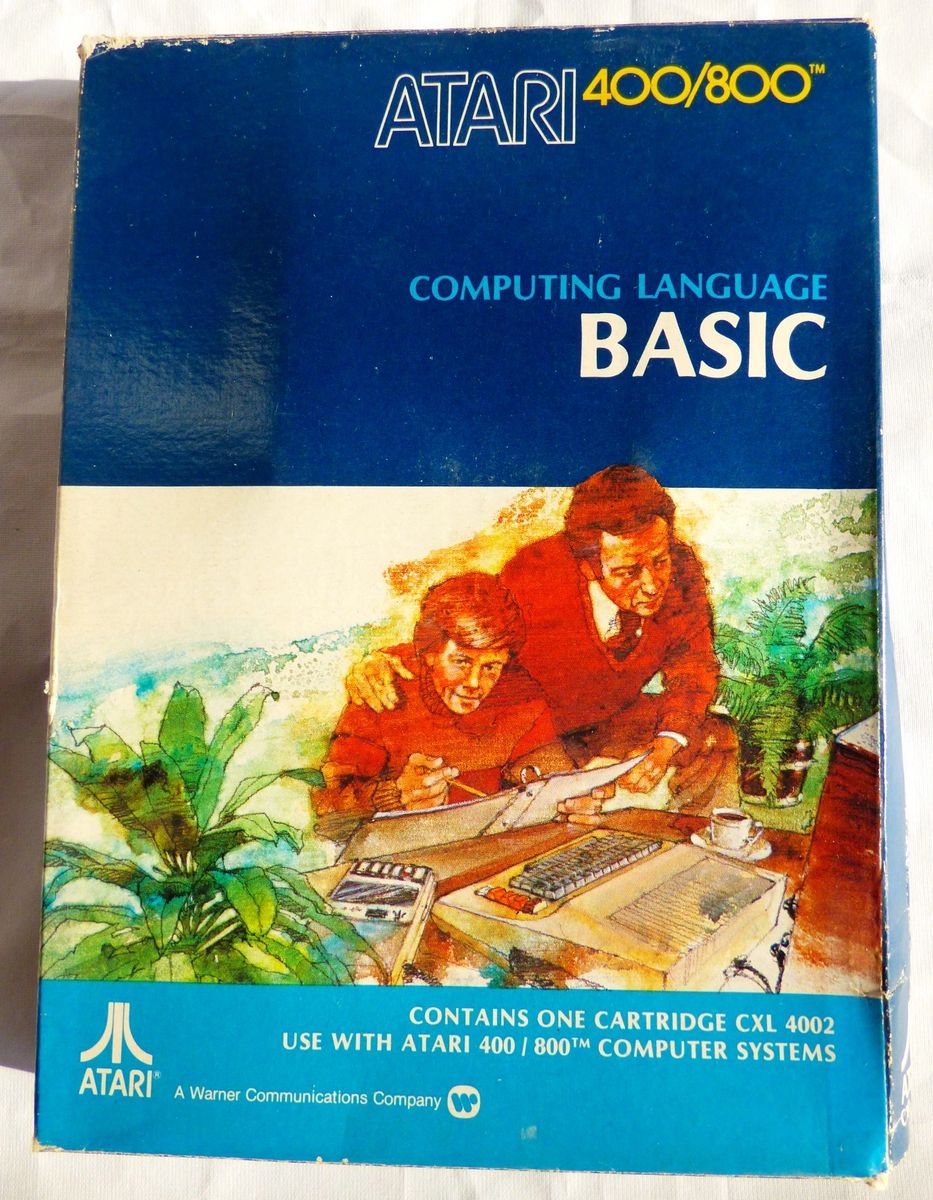 ATARI 400/800™
COMPUTING LANGUAGE
BASIC
CONTAINS ONE CARTRIDGE CXL 4002
USE WITH ATARI 400 / 800™ COMPUTER SYSTEMS
ATARI®
A Warner Communications Company